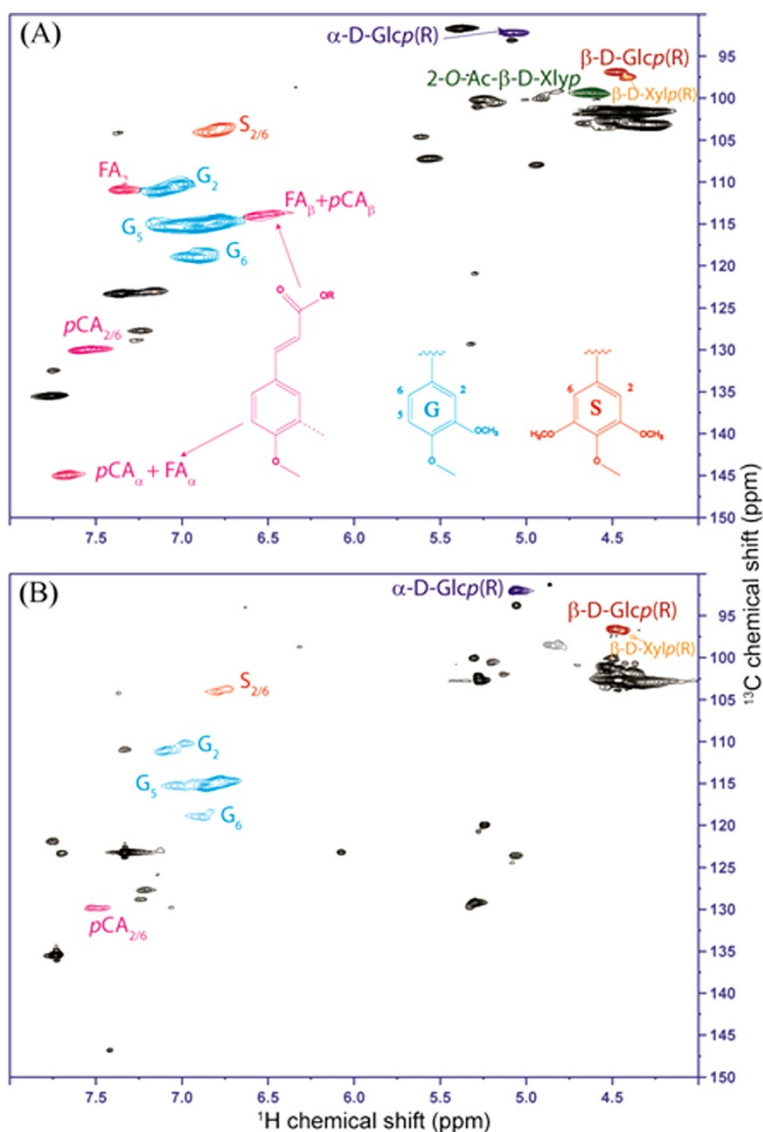 (A)
α-D-Glcp(R)
95
β-D-Glcp(R)
2-O-Ac-β-D-Xlyp
β-D-Xylp(R)
100
S2/6
105
FA2
G2
110
FAβ+pCAβ
G5
115
G6
120
O
OR
125
pCA2/6
130
6
2
6
2
G
S
135
5
OCH3
H3CO
OCH3
O
O
O
140
pCAα + FAα
145
150
7.5 7.0 6.5 6.0 5.5 5.0 4.5
(B)
α-D-Glcp(R)
95
β-D-Glcp(R)
β-D-Xylp(R)
100
S2/6
105
G2
110
G5
115
G6
120
125
130
pCA2/6
135
140
145
150
7.5 7.0 6.5 6.0 5.5 5.0 4.5
1H chemical shift (ppm)
13C chemical shift (ppm)